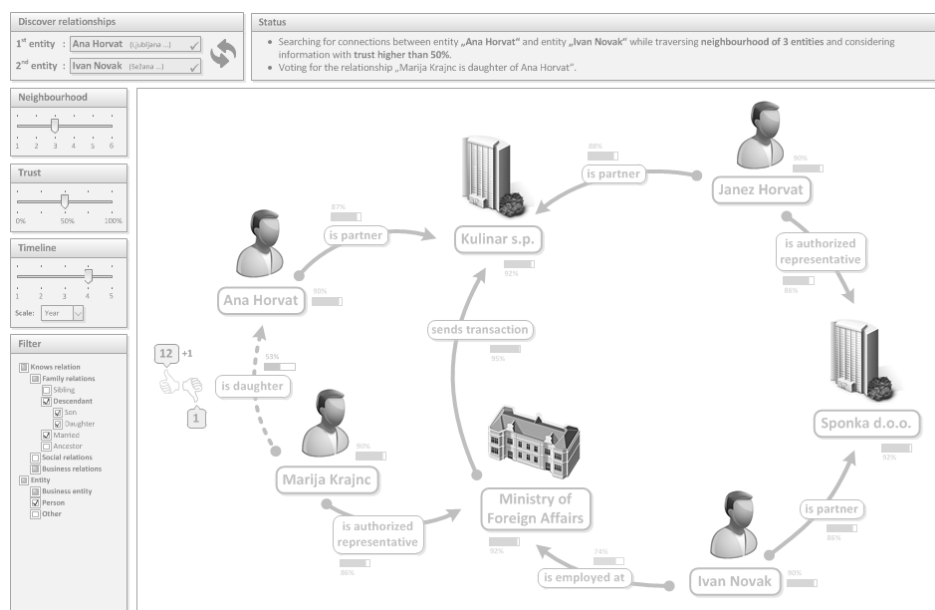 Discover relationships
1st entity : Ana Horvat (Ljubljana ...)
2nd entity : Ivan Novak (Sežana ...)
Status
• Searching for connections between entity „Ana Horvat“ and entity „Ivan Novak“ while traversing neighbourhood of 3 entities and considering
information with trust higher than 50%.
• Voting for the relationship „Marija Krajnc is daughter of Ana Horvat“.
Neighbourhood
1 2 3 4 5 6
Trust
0% 50% 100%
Timeline
1 2 3 4 5
Scale: Year
Filter
Knows relation
Family relations
Sibling
Descendant
Son
Daughter
Married
Ancestor
Social relations
Business relations
Entity
Business entity
Person
Other
88%
is partner
90%
Janez Horvat
87%
is partner
Kulinar s.p.
92%
is authorized
representative
86%
Ana Horvat
90%
sends transaction
95%
12 +1
53%
is daughter
1
Sponka d.o.o.
92%
90%
Marija Krajnc
Ministry of
Foreign Affairs
92%
is authorized
representative
86%
is partner
86%
74%
is employed at
90%
Ivan Novak